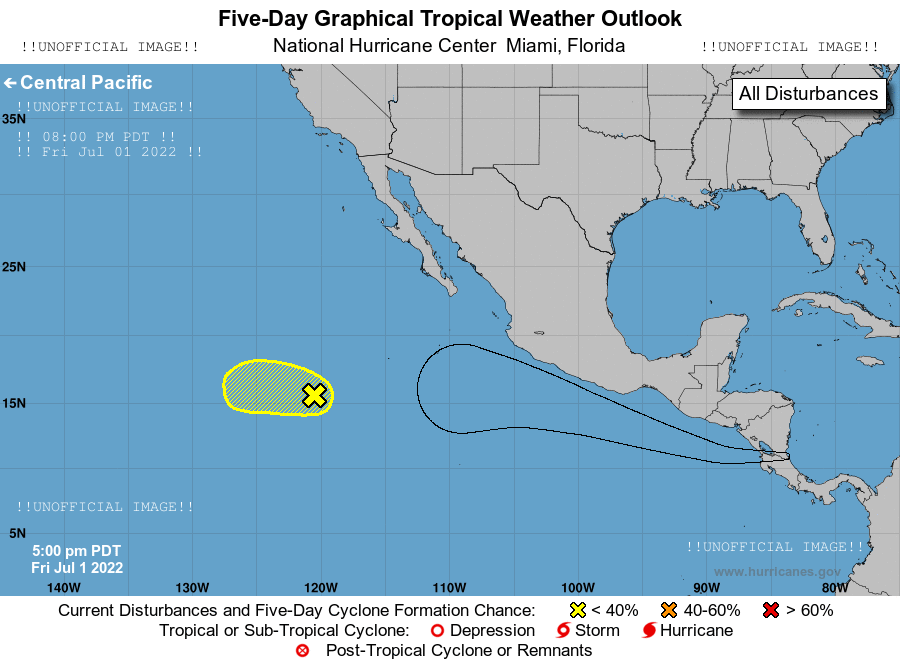 Five-Day Graphical Tropical Weather Outlook
!!UNOFFICIAL IMAGE!! National Hurricane Center Miami, Florida !!UNOFFICIAL IMAGE!!
← Central Pacific
All Disturbances
!!UNOFFICIAL IMAGE!!
35N
!! 08:00 PM PDT !!
!! Fri Jul 01 2022 !!
25N
15N
!!UNOFFICIAL IMAGE!!
5N
5:00 pm PDT
Fri Jul 1 2022
!!UNOFFICIAL IMAGE!!
www.hurricanes.gov
140W 130W 120W 110W 100W 90W 80W
Current Disturbances and Five-Day Cyclone Formation Chance: < 40% 40-60% > 60%
Tropical or Sub-Tropical Cyclone: Depression Storm Hurricane
Post-Tropical Cyclone or Remnants